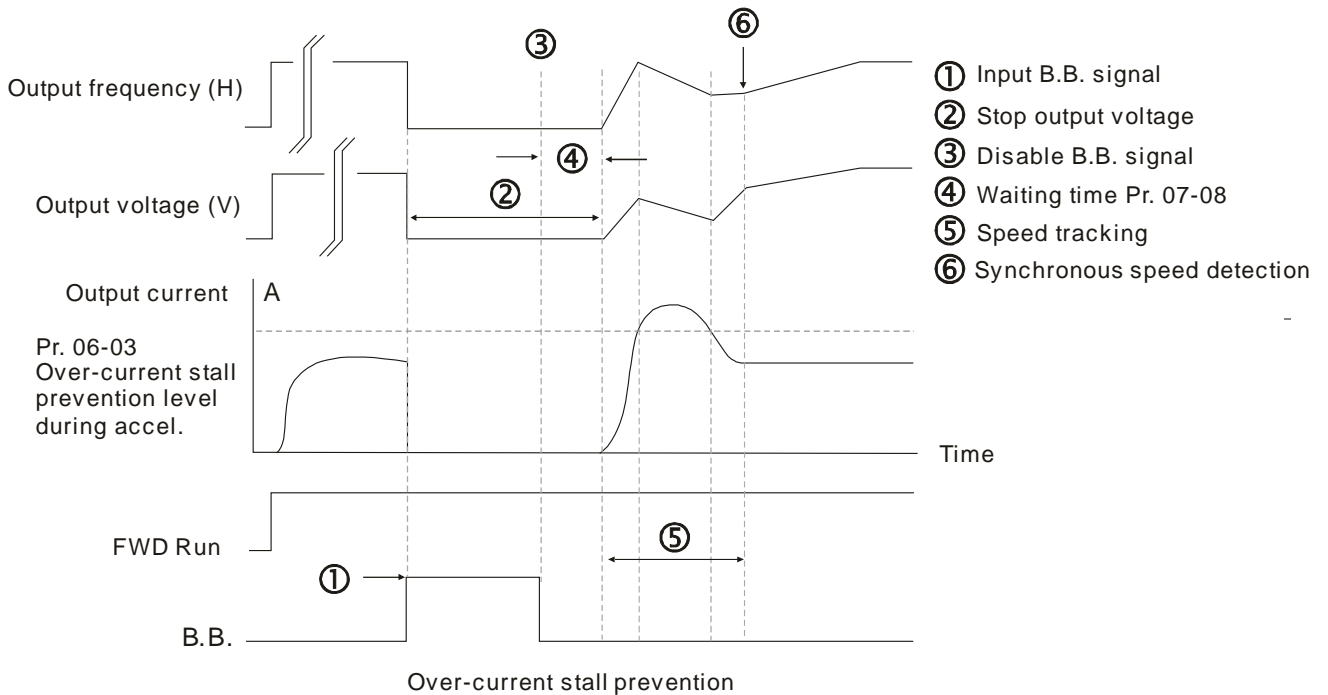 ⑥
③
Output frequency (H)
① Input B.B. signal
② Stop output voltage
③ Disable B.B. signal
④ Waiting time Pr. 07-08
⑤ Speed tracking
⑥ Synchronous speed detection
④
②
Output voltage (V)
Output current
A
Pr. 06-03
Over-current stall
prevention level
during accel.
Time
FWD Run
⑤
①
B.B.
Over-current stall prevention